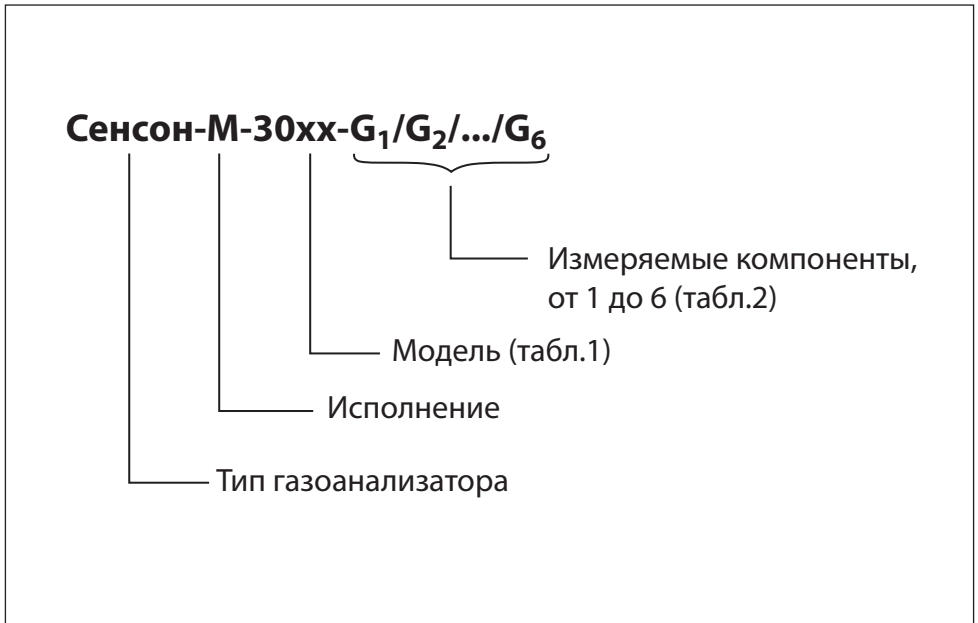 Сенсон-М-30xx-G₁/G₂/.../G₆
Измеряемые компоненты,
от 1 до 6 (табл.2)
Модель (табл.1)
Исполнение
Тип газоанализатора